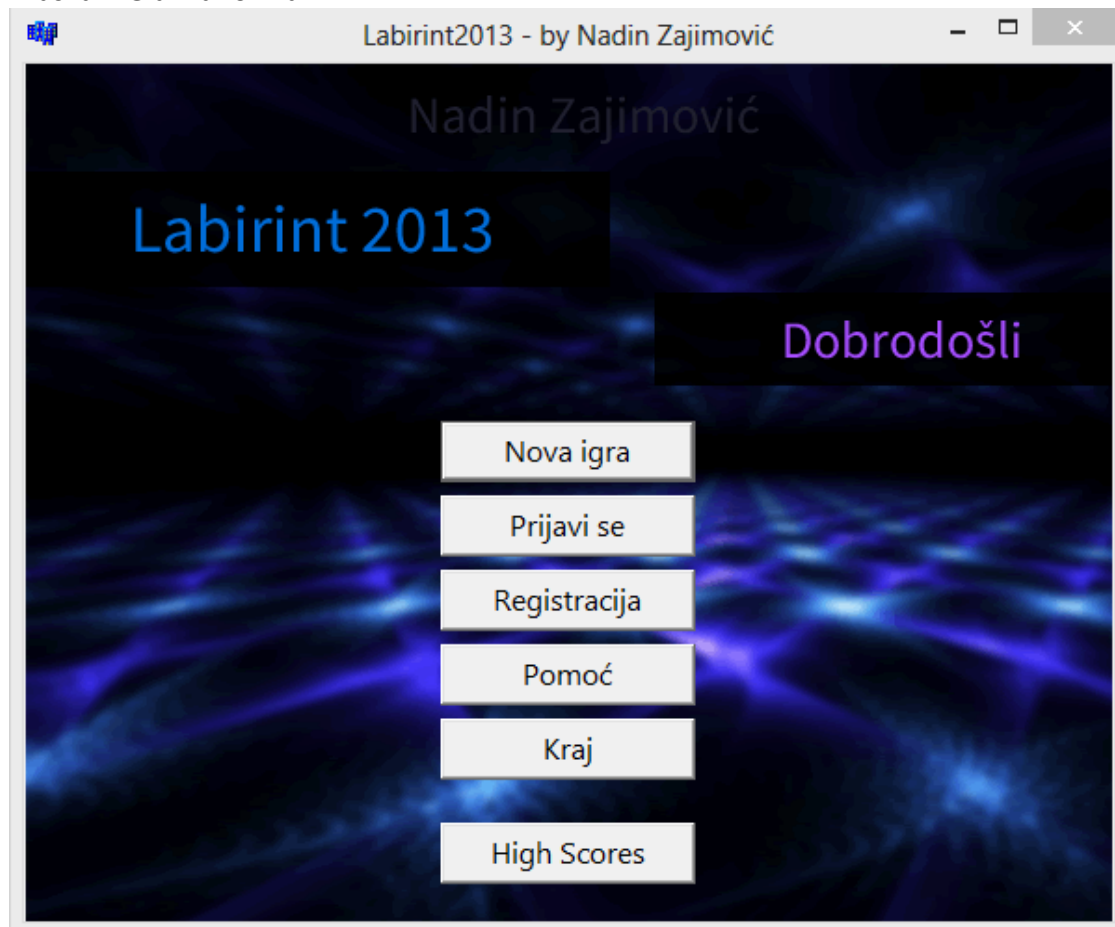 Labirint2013 - by Nadin Zajimović
Nadin Zajimović
Labirint 2013
Dobrodošli
Nova igra
Prijavi se
Registracija
Pomoć
Kraj
High Scores